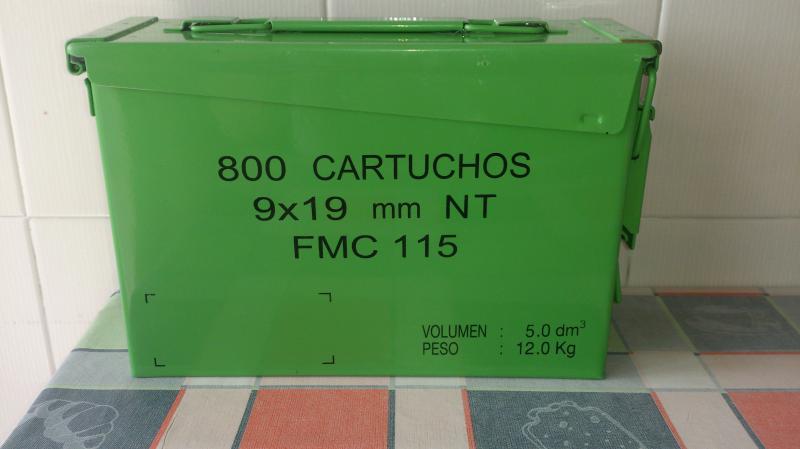 800 CARTUCHOS
9x19 mm NT
FMC 115
VOLUMEN : 5.0 dm³
PESO : 12.0 Kg